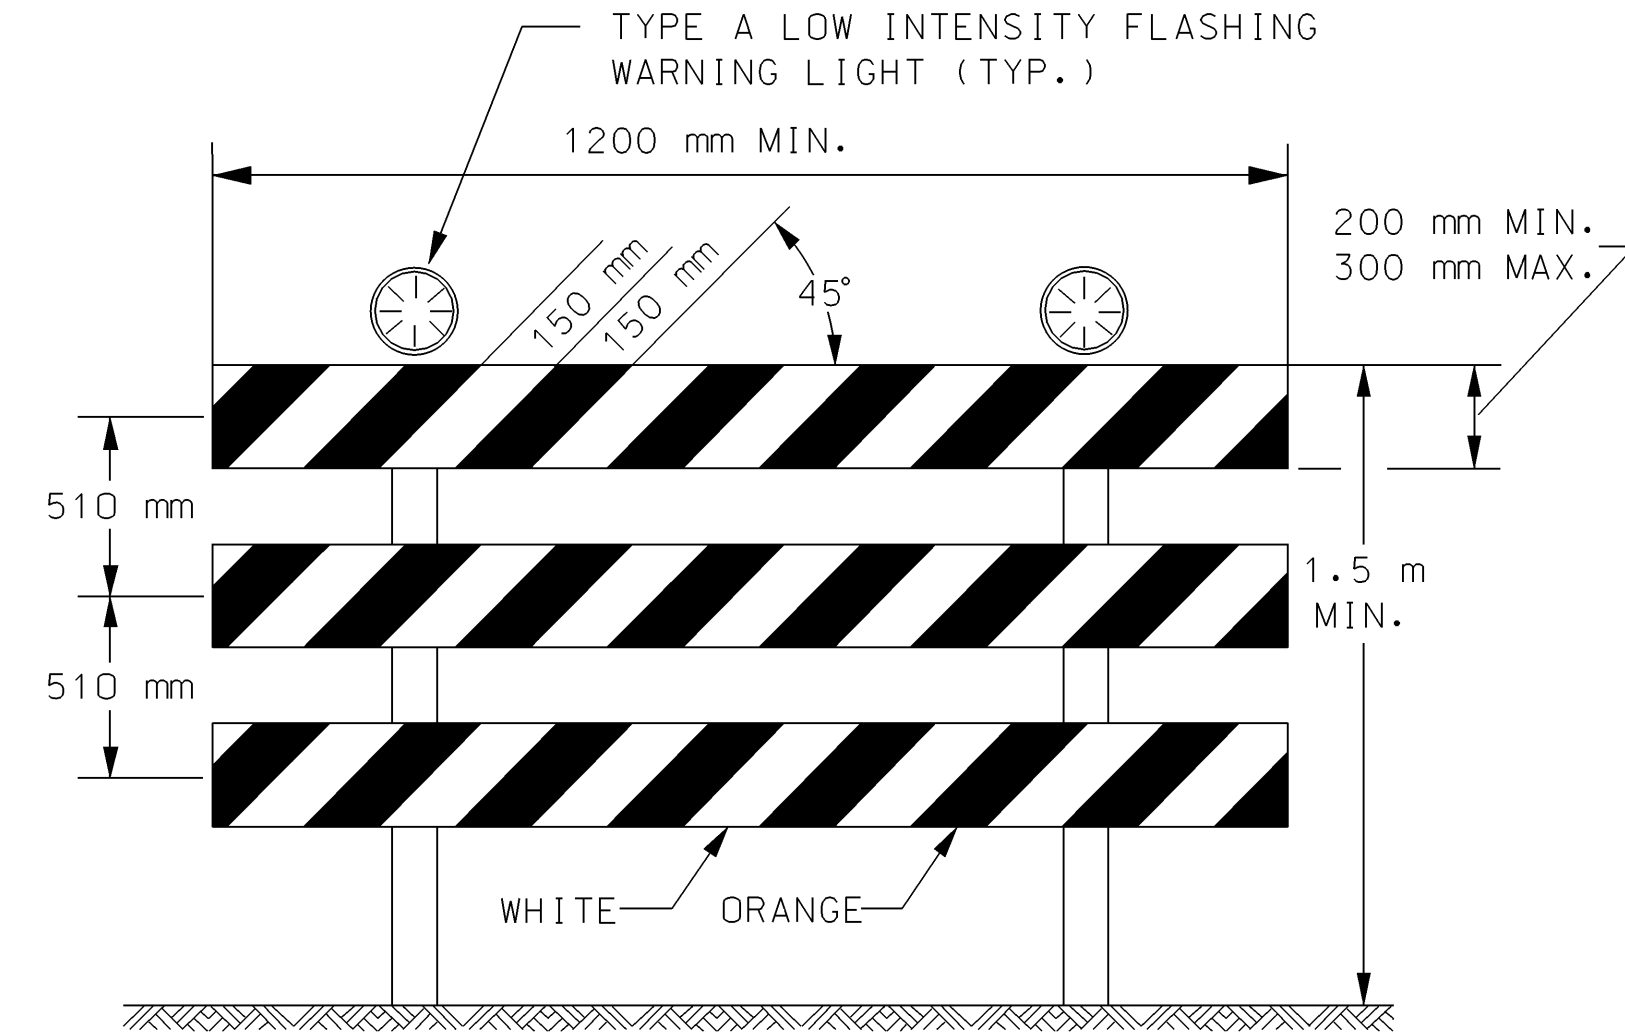 TYPE A LOW INTENSITY FLASHING
WARNING LIGHT (TYP.)
1200 mm MIN.
200 mm MIN.
300 mm MAX.
150 mm
150 mm
45°
510 mm
1.5 m
MIN.
510 mm
WHITE
ORANGE